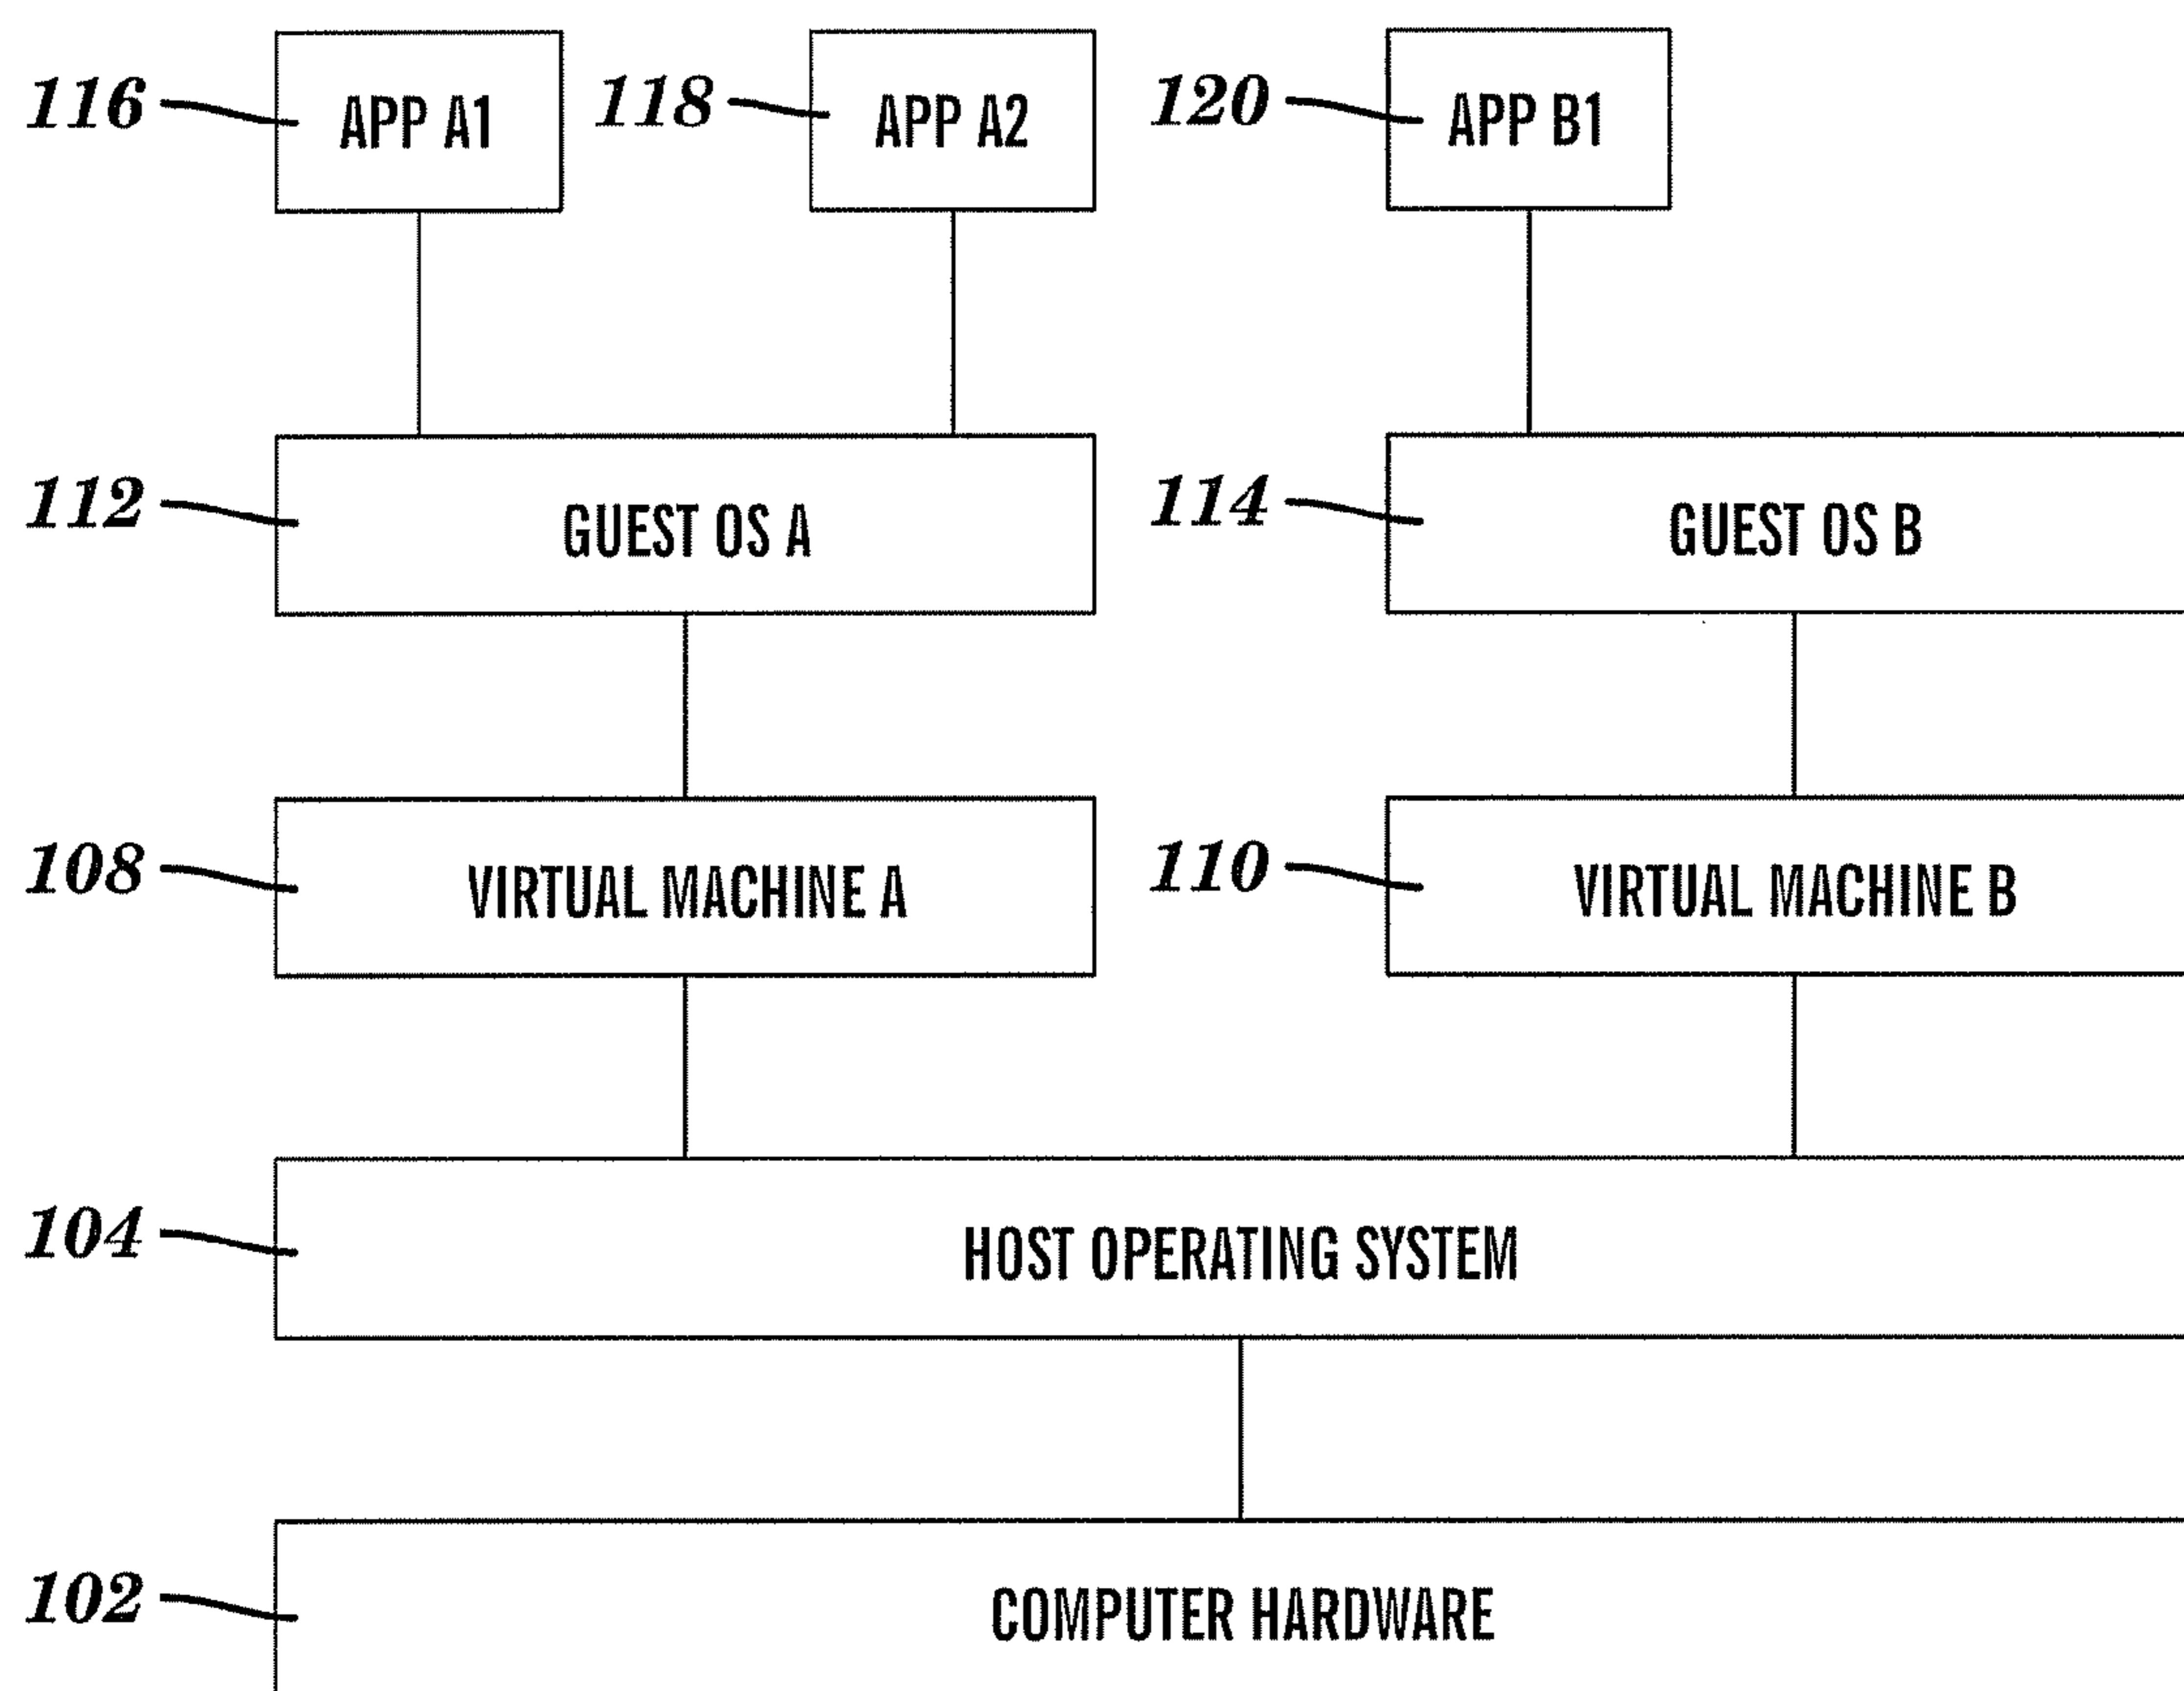 116 APP A1 118 APP A2 120 APP B1
112 GUEST OS A 114 GUEST OS B
108 VIRTUAL MACHINE A 110 VIRTUAL MACHINE B
104 HOST OPERATING SYSTEM
102 COMPUTER HARDWARE